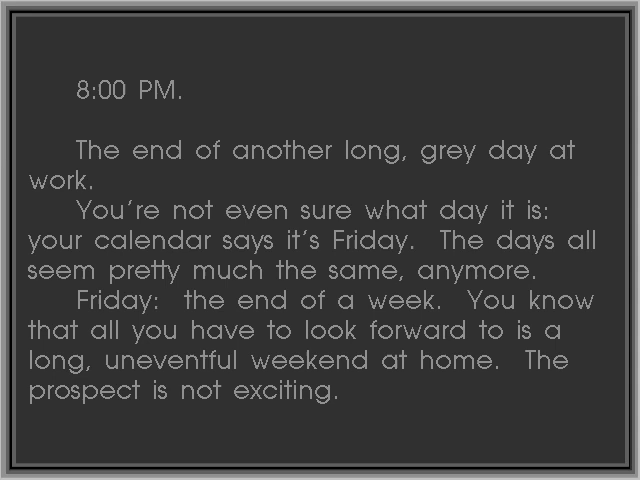 8:00 PM.
The end of another long, grey day at
work.
You're not even sure what day it is:
your calendar says it's Friday.  The days all
seem pretty much the same, anymore.
Friday:  the end of a week.  You know
that all you have to look forward to is a
long, uneventful weekend at home.  The
prospect is not exciting.